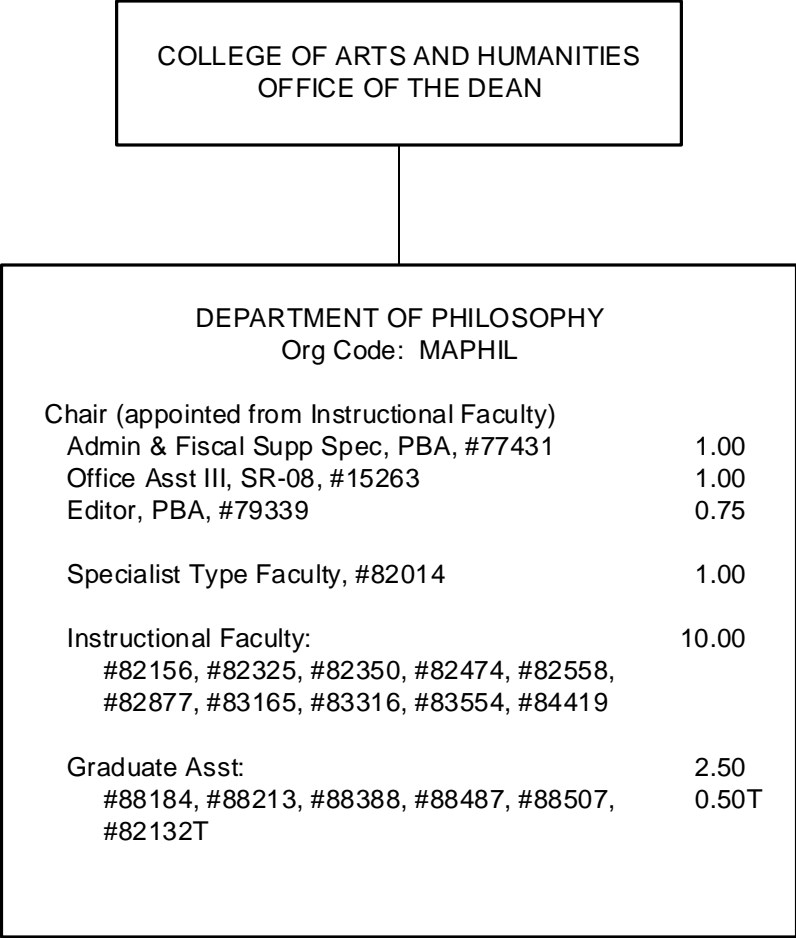 COLLEGE OF ARTS AND HUMANITIES
OFFICE OF THE DEAN
DEPARTMENT OF PHILOSOPHY
Org Code: MAPHIL
Chair (appointed from Instructional Faculty)
Admin & Fiscal Supp Spec, PBA, #77431 1.00
Office Asst III, SR-08, #15263 1.00
Editor, PBA, #79339 0.75
Specialist Type Faculty, #82014 1.00
Instructional Faculty: 10.00
#82156, #82325, #82350, #82474, #82558,
#82877, #83165, #83316, #83554, #84419
Graduate Asst: 2.50
#88184, #88213, #88388, #88487, #88507, 0.50T
#82132T